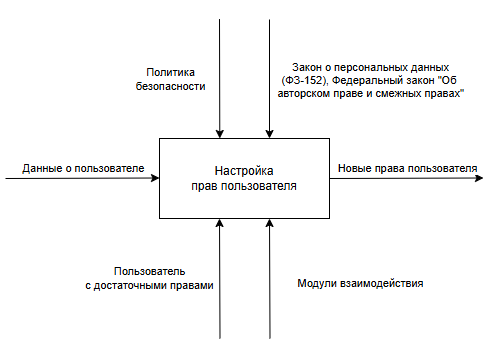 Политика
безопасности
Закон о персональных данных
(ФЗ-152), Федеральный закон "Об
авторском праве и смежных правах"
Данные о пользователе
Настройка
прав пользователя
Новые права пользователя
Пользователь
с достаточными правами
Модули взаимодействия